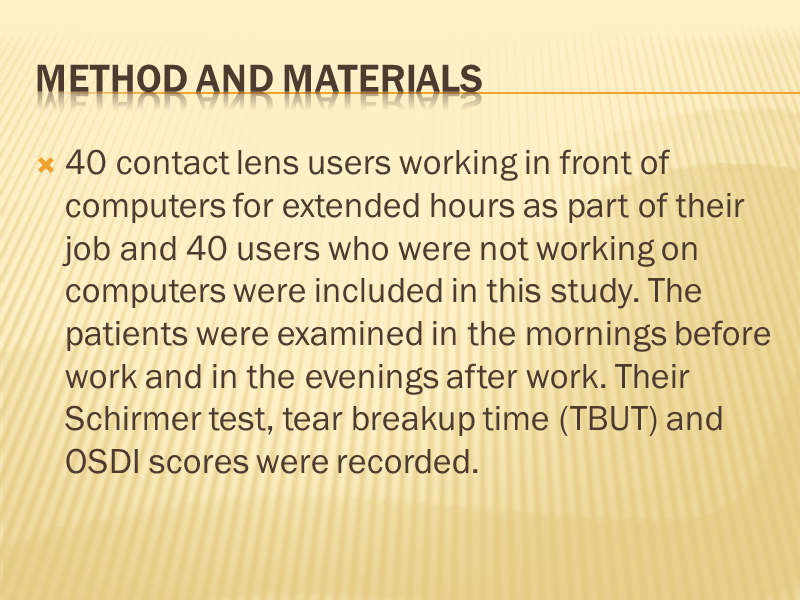 METHOD AND MATERIALS
40 contact lens users working in front of
computers for extended hours as part of their
job and 40 users who were not working on
computers were included in this study. The
patients were examined in the mornings before
work and in the evenings after work. Their
Schirmer test, tear breakup time (TBUT) and
OSDI scores were recorded.